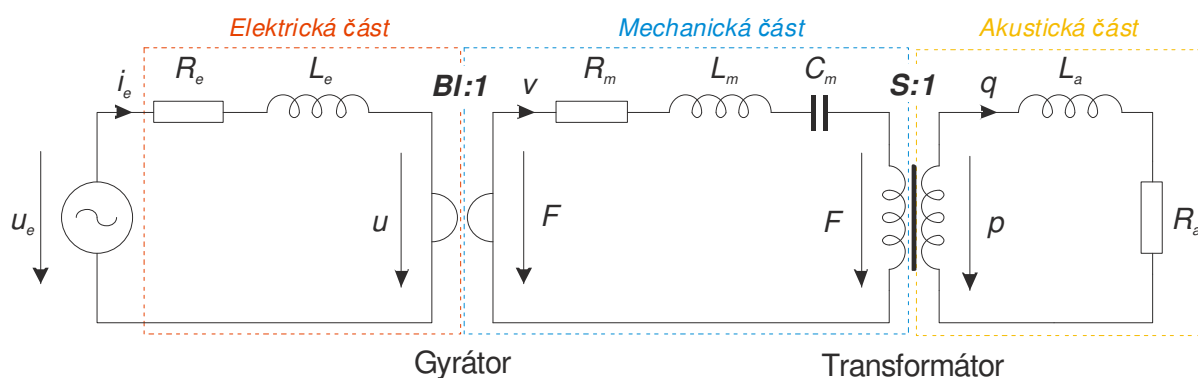 Elektrická část
Mechanická část
Akustická část
i_e
R_e
L_e
Bl:1
v
R_m
L_m
C_m
S:1
q
L_a
u_e
u
F
F
p
R_a
Gyrátor
Transformátor